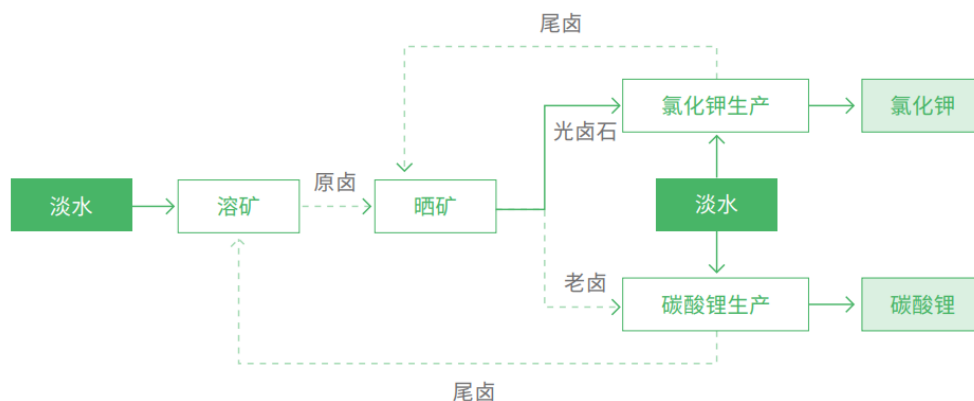 尾卤
氯化钾生产
氯化钾
光卤石
淡水
溶矿
原卤
晒矿
淡水
老卤
碳酸锂生产
碳酸锂
尾卤